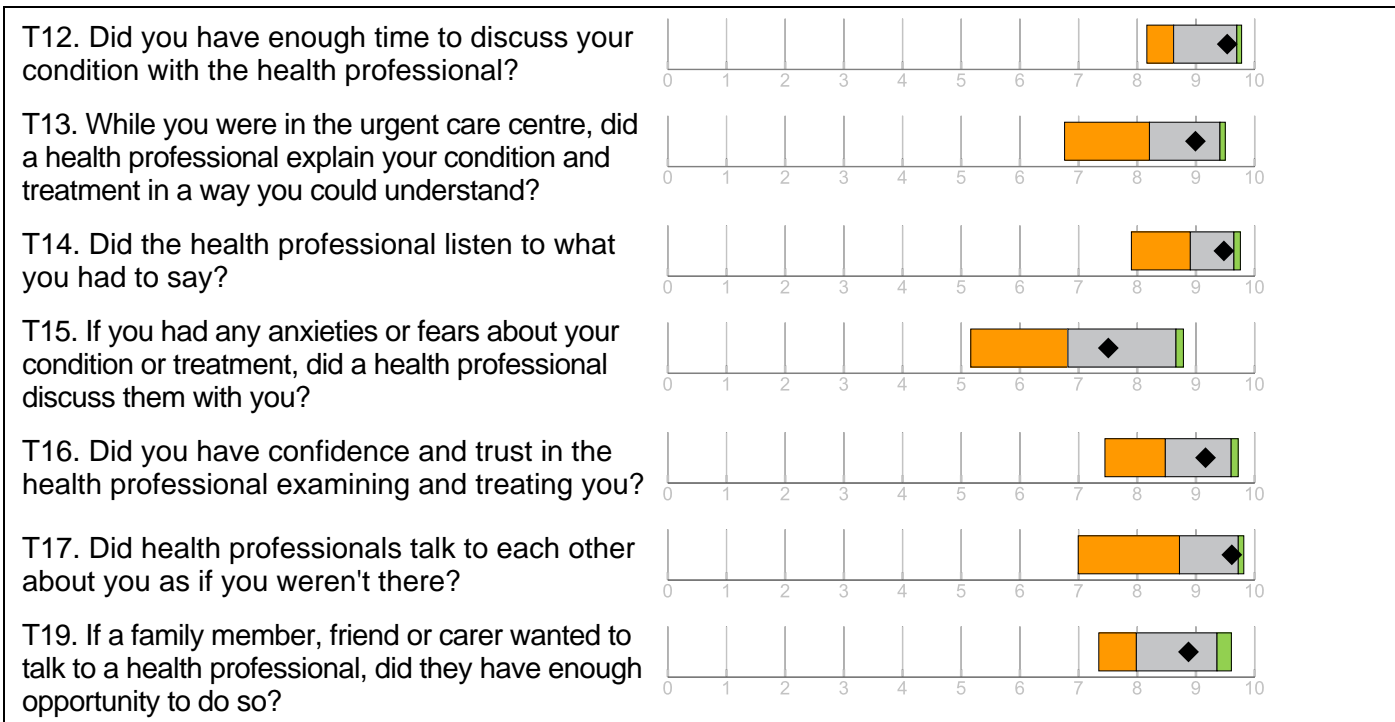 T12. Did you have enough time to discuss your
condition with the health professional?
0 1 2 3 4 5 6 7 8 9 10
T13. While you were in the urgent care centre, did
a health professional explain your condition and
treatment in a way you could understand?
0 1 2 3 4 5 6 7 8 9 10
T14. Did the health professional listen to what
you had to say?
0 1 2 3 4 5 6 7 8 9 10
T15. If you had any anxieties or fears about your
condition or treatment, did a health professional
discuss them with you?
0 1 2 3 4 5 6 7 8 9 10
T16. Did you have confidence and trust in the
health professional examining and treating you?
0 1 2 3 4 5 6 7 8 9 10
T17. Did health professionals talk to each other
about you as if you weren't there?
0 1 2 3 4 5 6 7 8 9 10
T19. If a family member, friend or carer wanted to
talk to a health professional, did they have enough
opportunity to do so?
0 1 2 3 4 5 6 7 8 9 10